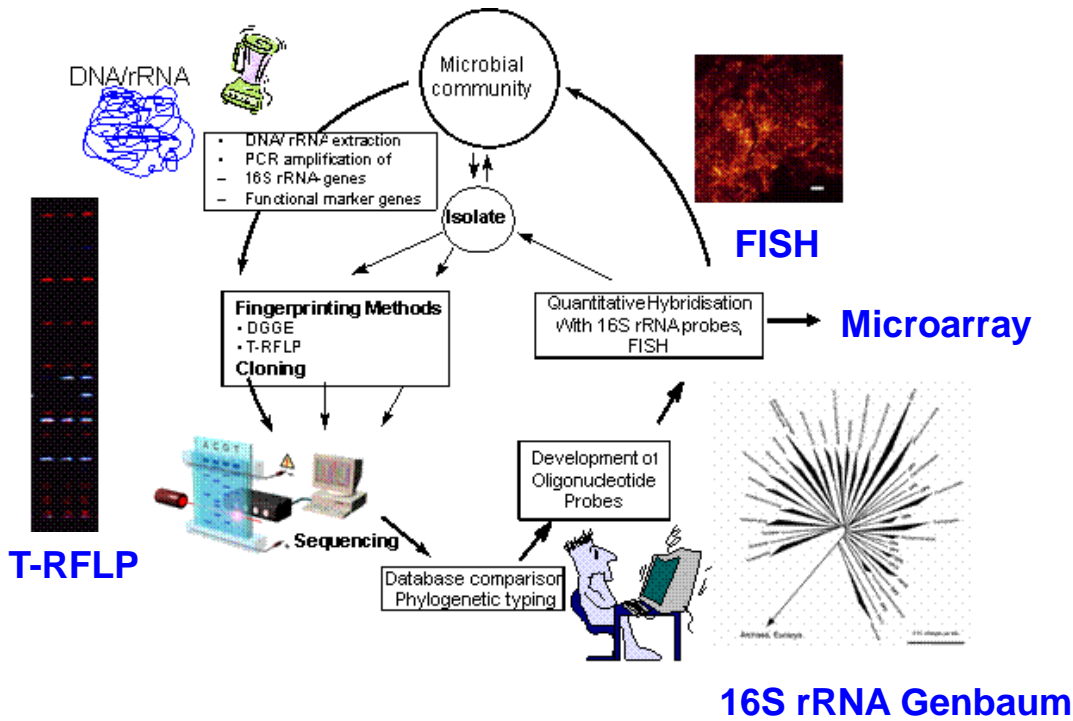 DNA/rRNA
Microbial
community
• DNA/ rRNA extraction
• PCR amplification of
– 16S rRNA-genes
– Functional marker genes
Isolate
FISH
Fingerprinting Methods
• DGGE
• T-RFLP
Cloning
Quantitative Hybridisation
With 16S rRNA probes,
FISH
Microarray
A C G T
Development of
Oligonucleotide
Probes
Sequencing
T-RFLP
Database comparison
Phylogenetic typing
Archaea, Eucarya
16S rRNA Genbaum